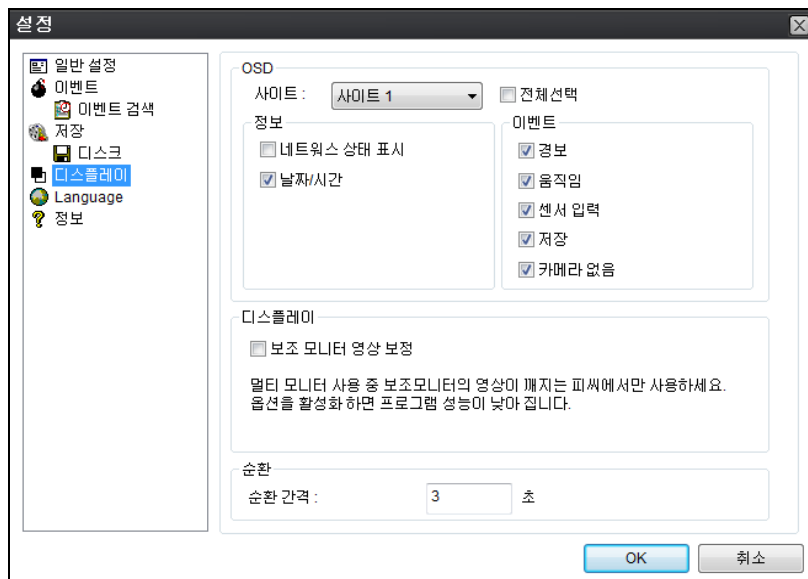 설정
일반 설정
이벤트
이벤트 검색
저장
디스크
디스플레이
Language
정보
OSD
사이트 : 사이트 1 전체선택
정보
네트웍스 상태 표시
날짜/시간
이벤트
경보
움직임
센서 입력
저장
카메라 없음
디스플레이
보조 모니터 영상 보정
멀티 모니터 사용 중 보조모니터의 영상이 깨지는 피씨에서만 사용하세요.
옵션을 활성화 하면 프로그램 성능이 낮아 집니다.
순환
순환 간격 : 3 초
OK 취소